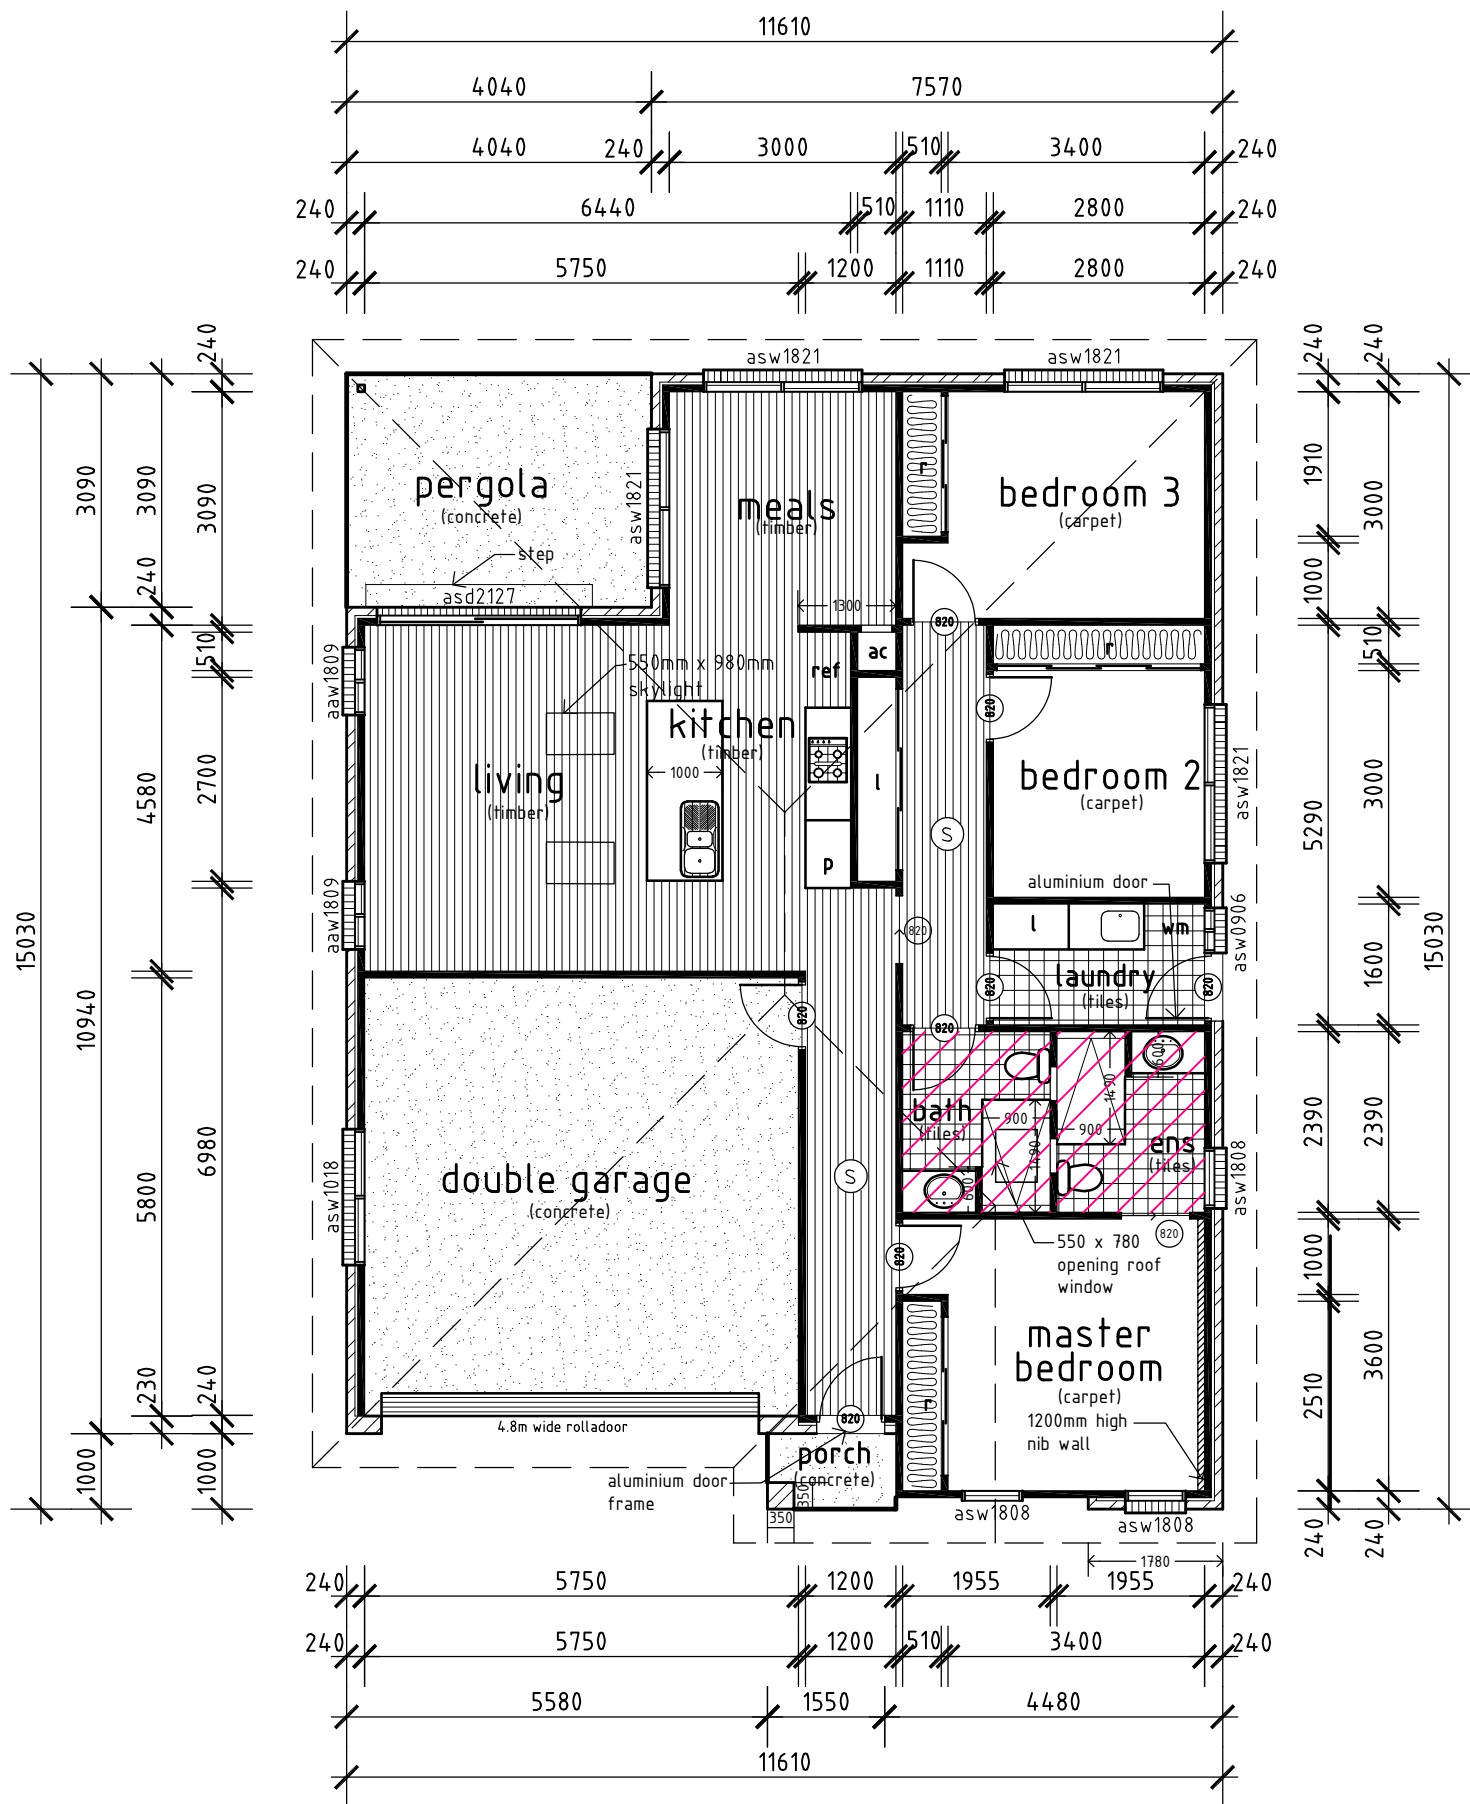 11610
4040 7570
4040 240 3000 510 3400 240
240 6440 510 1110 2800 240
240 5750 1200 1110 2800 240
15030
3090 10940 1000
3090 240 4580 5800 230
240 3090 510 2700 6980 240 1000
asw1821 asw1821
pergola
(concrete)
asw1821
step
asd2127
meals
(timber)
1300
r
bedroom 3
(carpet)
820
aaw1809
550mm x 980mm
skylight
ref
ac
r
820
kitchen
(timber)
1000
living
(timber)
l
p
S
bedroom 2
(carpet)
asw1821
aluminium door
aaw1809
820
l
wm
asw0906
laundry
(tiles)
820
820
820
820
bath
(tiles)
900
1490
600
1490
900
600
ens
(tiles)
asw1808
double garage
(concrete)
asw1018
S
820
820
550 x 780
opening roof
window
master
bedroom
(carpet)
1200mm high
nib wall
r
4.8m wide rolladoor
820
porch
(concrete)
aluminium door
frame
350
350
asw1808
asw1808
1780
240 1910 1000 5290 2390 1000 2510 240
240 3000 510 3000 1600 2390 3600 240
15030
240 5750 1200 1955 1955 240
240 5750 1200 510 3400 240
5580 1550 4480
11610